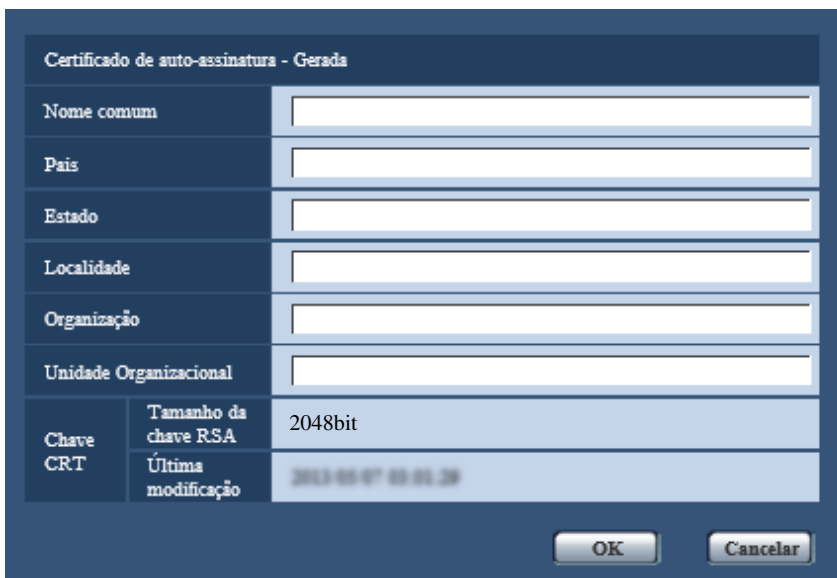 Certificado de auto-assinatura - Gerada
Nome comum
Pais
Estado
Localidade
Organização
Unidade Organizacional
Chave CRT
Tamanho da chave RSA
2048bit
Última modificação
OK
Cancelar